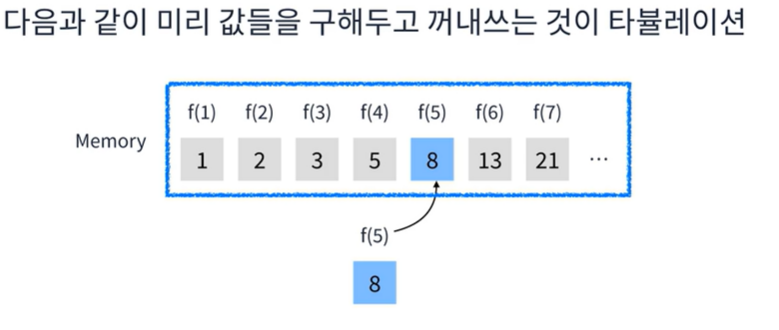 다음과 같이 미리 값들을 구해두고 꺼내쓰는 것이 타뷸레이션
f(1) f(2) f(3) f(4) f(5) f(6) f(7)
Memory
1 2 3 5 8 13 21 ...
f(5)
8